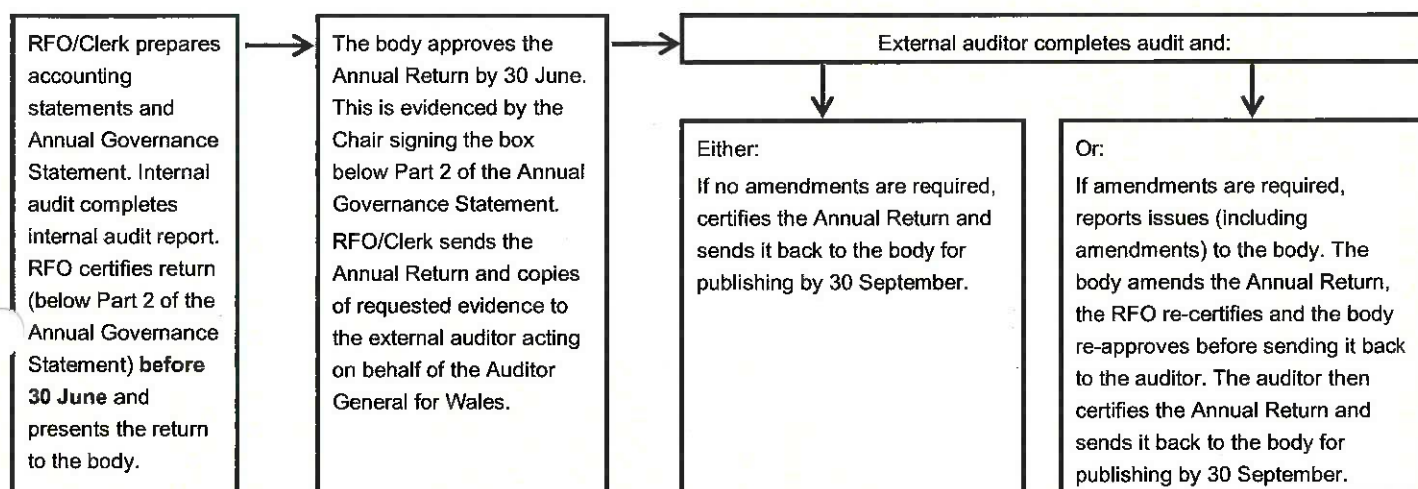 RFO/Clerk prepares
accounting
statements and
Annual Governance
Statement. Internal
audit completes
internal audit report.
RFO certifies return
(below Part 2 of the
Annual Governance
Statement) before
30 June and
presents the return
to the body.
The body approves the
Annual Return by 30 June.
This is evidenced by the
Chair signing the box
below Part 2 of the Annual
Governance Statement.
RFO/Clerk sends the
Annual Return and copies
of requested evidence to
the external auditor acting
on behalf of the Auditor
General for Wales.
External auditor completes audit and:
Either:
If no amendments are required,
certifies the Annual Return and
sends it back to the body for
publishing by 30 September.
Or:
If amendments are required,
reports issues (including
amendments) to the body. The
body amends the Annual Return,
the RFO re-certifies and the body
re-approves before sending it back
to the auditor. The auditor then
certifies the Annual Return and
sends it back to the body for
publishing by 30 September.